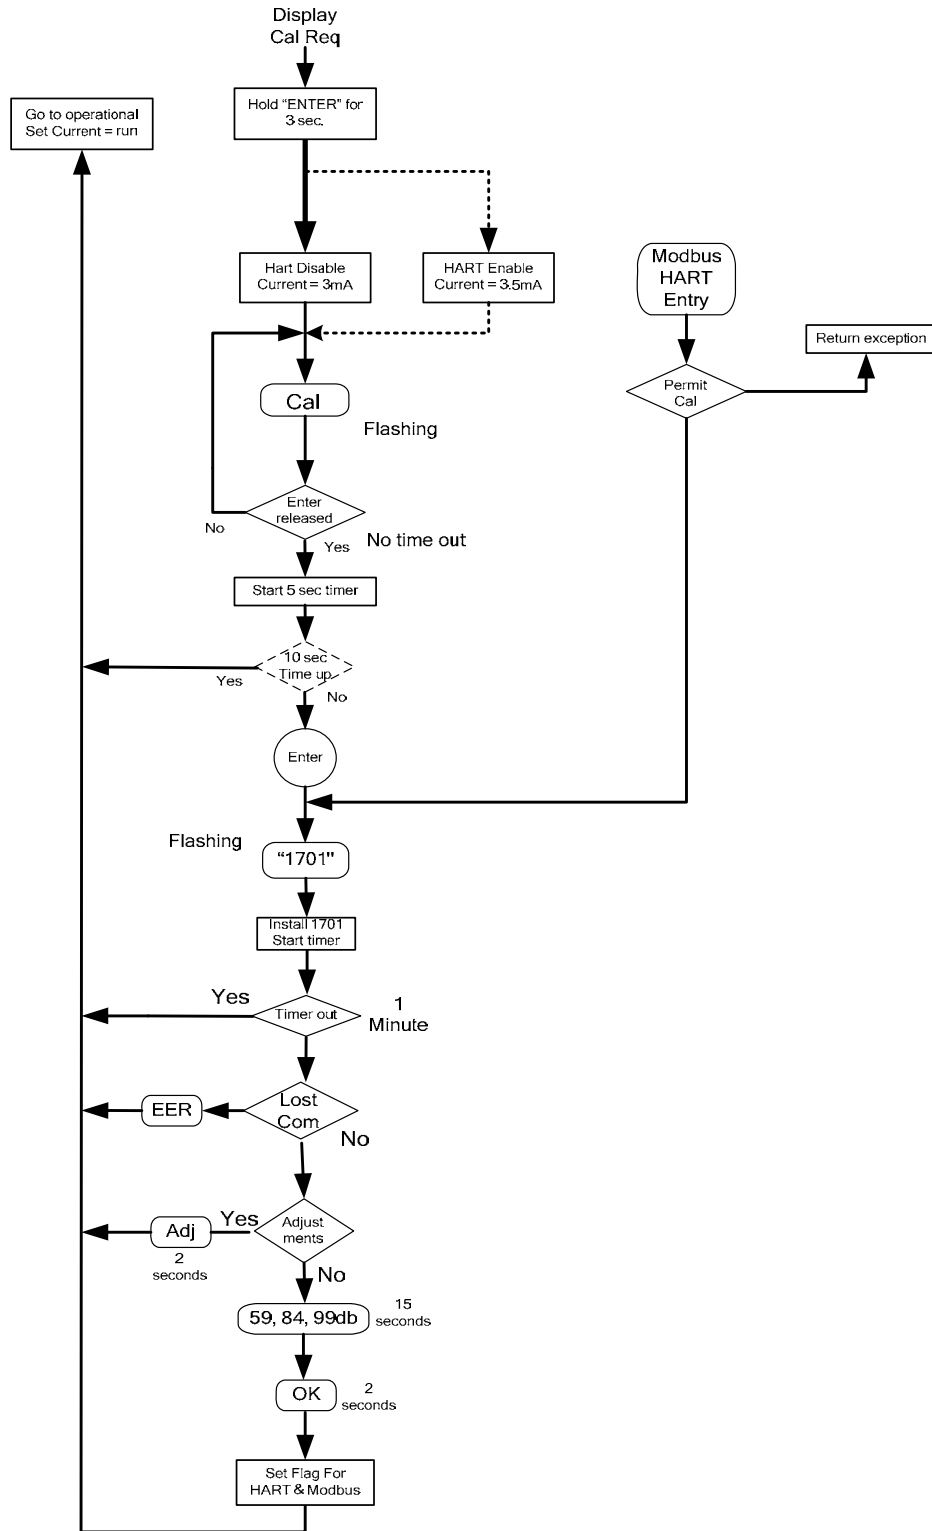 Display
Cal Req
Hold "ENTER" for
3 sec.
Go to operational
Set Current = run
Hart Disable
Current = 3mA
HART Enable
Current = 3.5mA
Modbus
HART
Entry
Return exception
Permit
Cal
Cal
Flashing
Enter
released
No
Yes
No time out
Start 5 sec timer
10 sec
Time up
Yes
No
Enter
Flashing
"1701"
Install 1701
Start timer
Yes
Timer out
1
Minute
EER
Lost
Com
No
Adj
Yes
Adjust
ments
2
seconds
No
59, 84, 99db
15
seconds
OK
2
seconds
Set Flag For
HART & Modbus